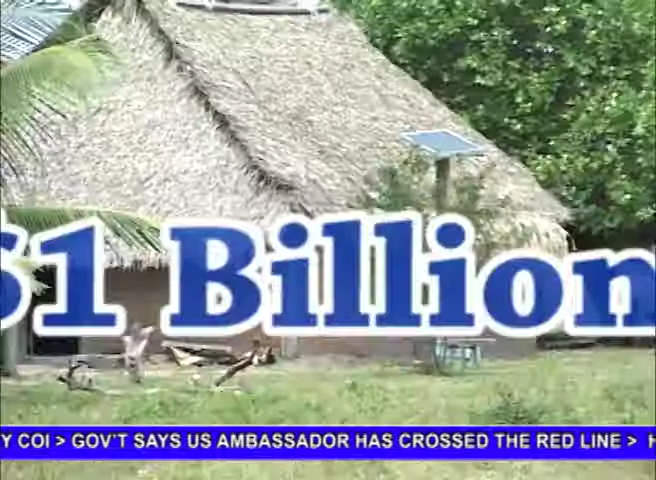 1 Billion
COI > GOV'T SAYS US AMBASSADOR HAS CROSSED THE RED LINE >